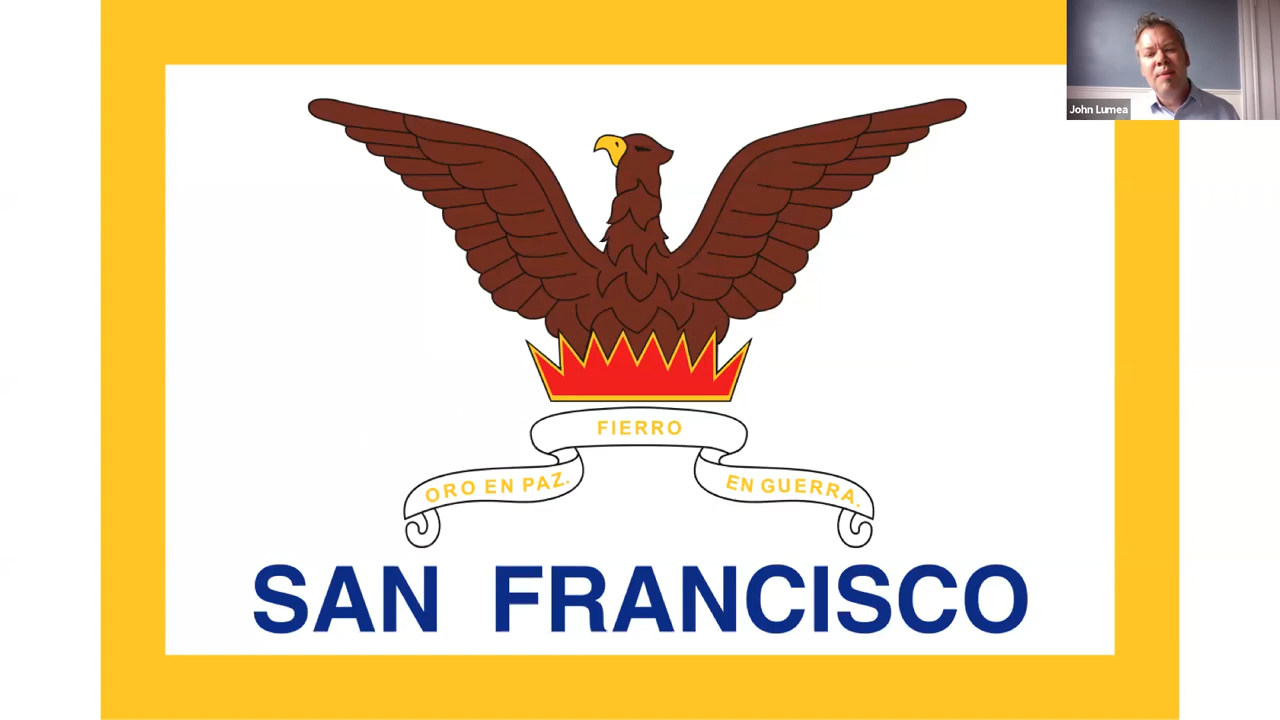 John Lumea
FIERRO
ORO EN PAZ.
EN GUERRA.
SAN FRANCISCO